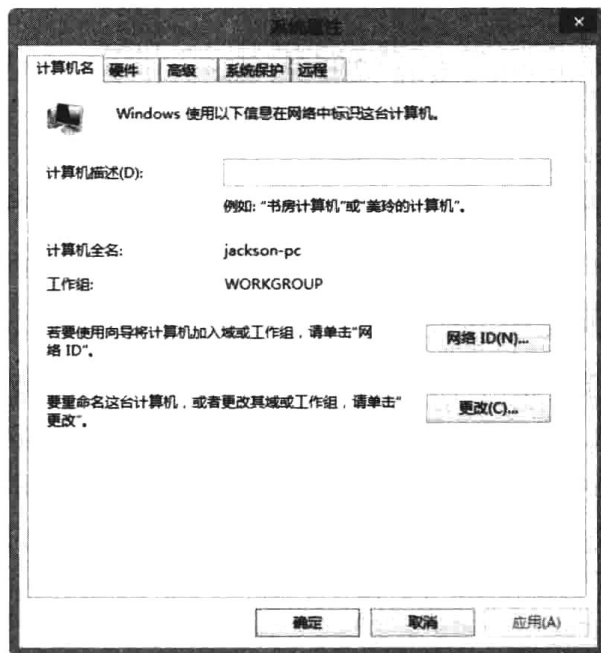 系统属性
计算机名 硬件 高级 系统保护 远程
Windows 使用以下信息在网络中标识这台计算机。
计算机描述(D):
例如: "书房计算机"或"美玲的计算机"。
计算机全名: jackson-pc
工作组: WORKGROUP
若要使用向导将计算机加入域或工作组，请单击"网
络 ID"。
网络 ID(N)...
要重命名这台计算机，或者更改其域或工作组，请单击"
更改"。
更改(C)...
确定 取消 应用(A)